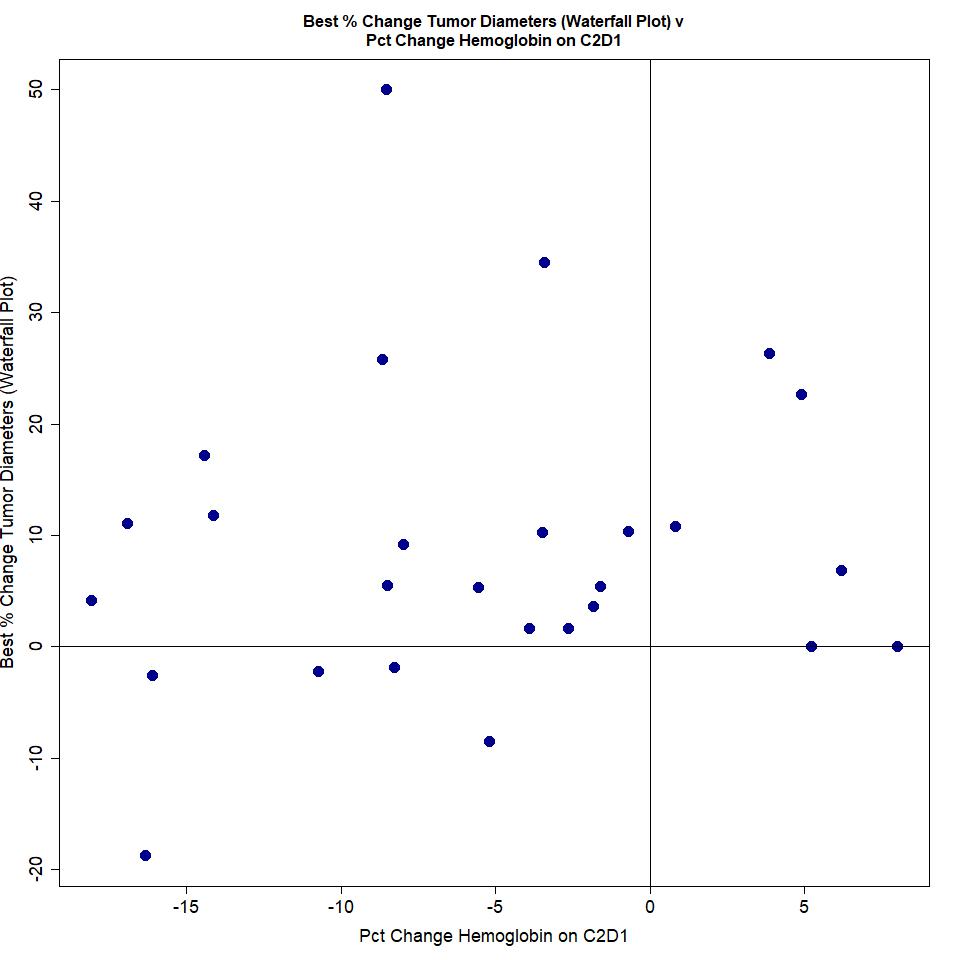 Best % Change Tumor Diameters (Waterfall Plot) v
Pct Change Hemoglobin on C2D1
50
40
30
20
10
0
-10
-20
Best % Change Tumor Diameters (Waterfall Plot)
-15 -10 -5 0 5
Pct Change Hemoglobin on C2D1